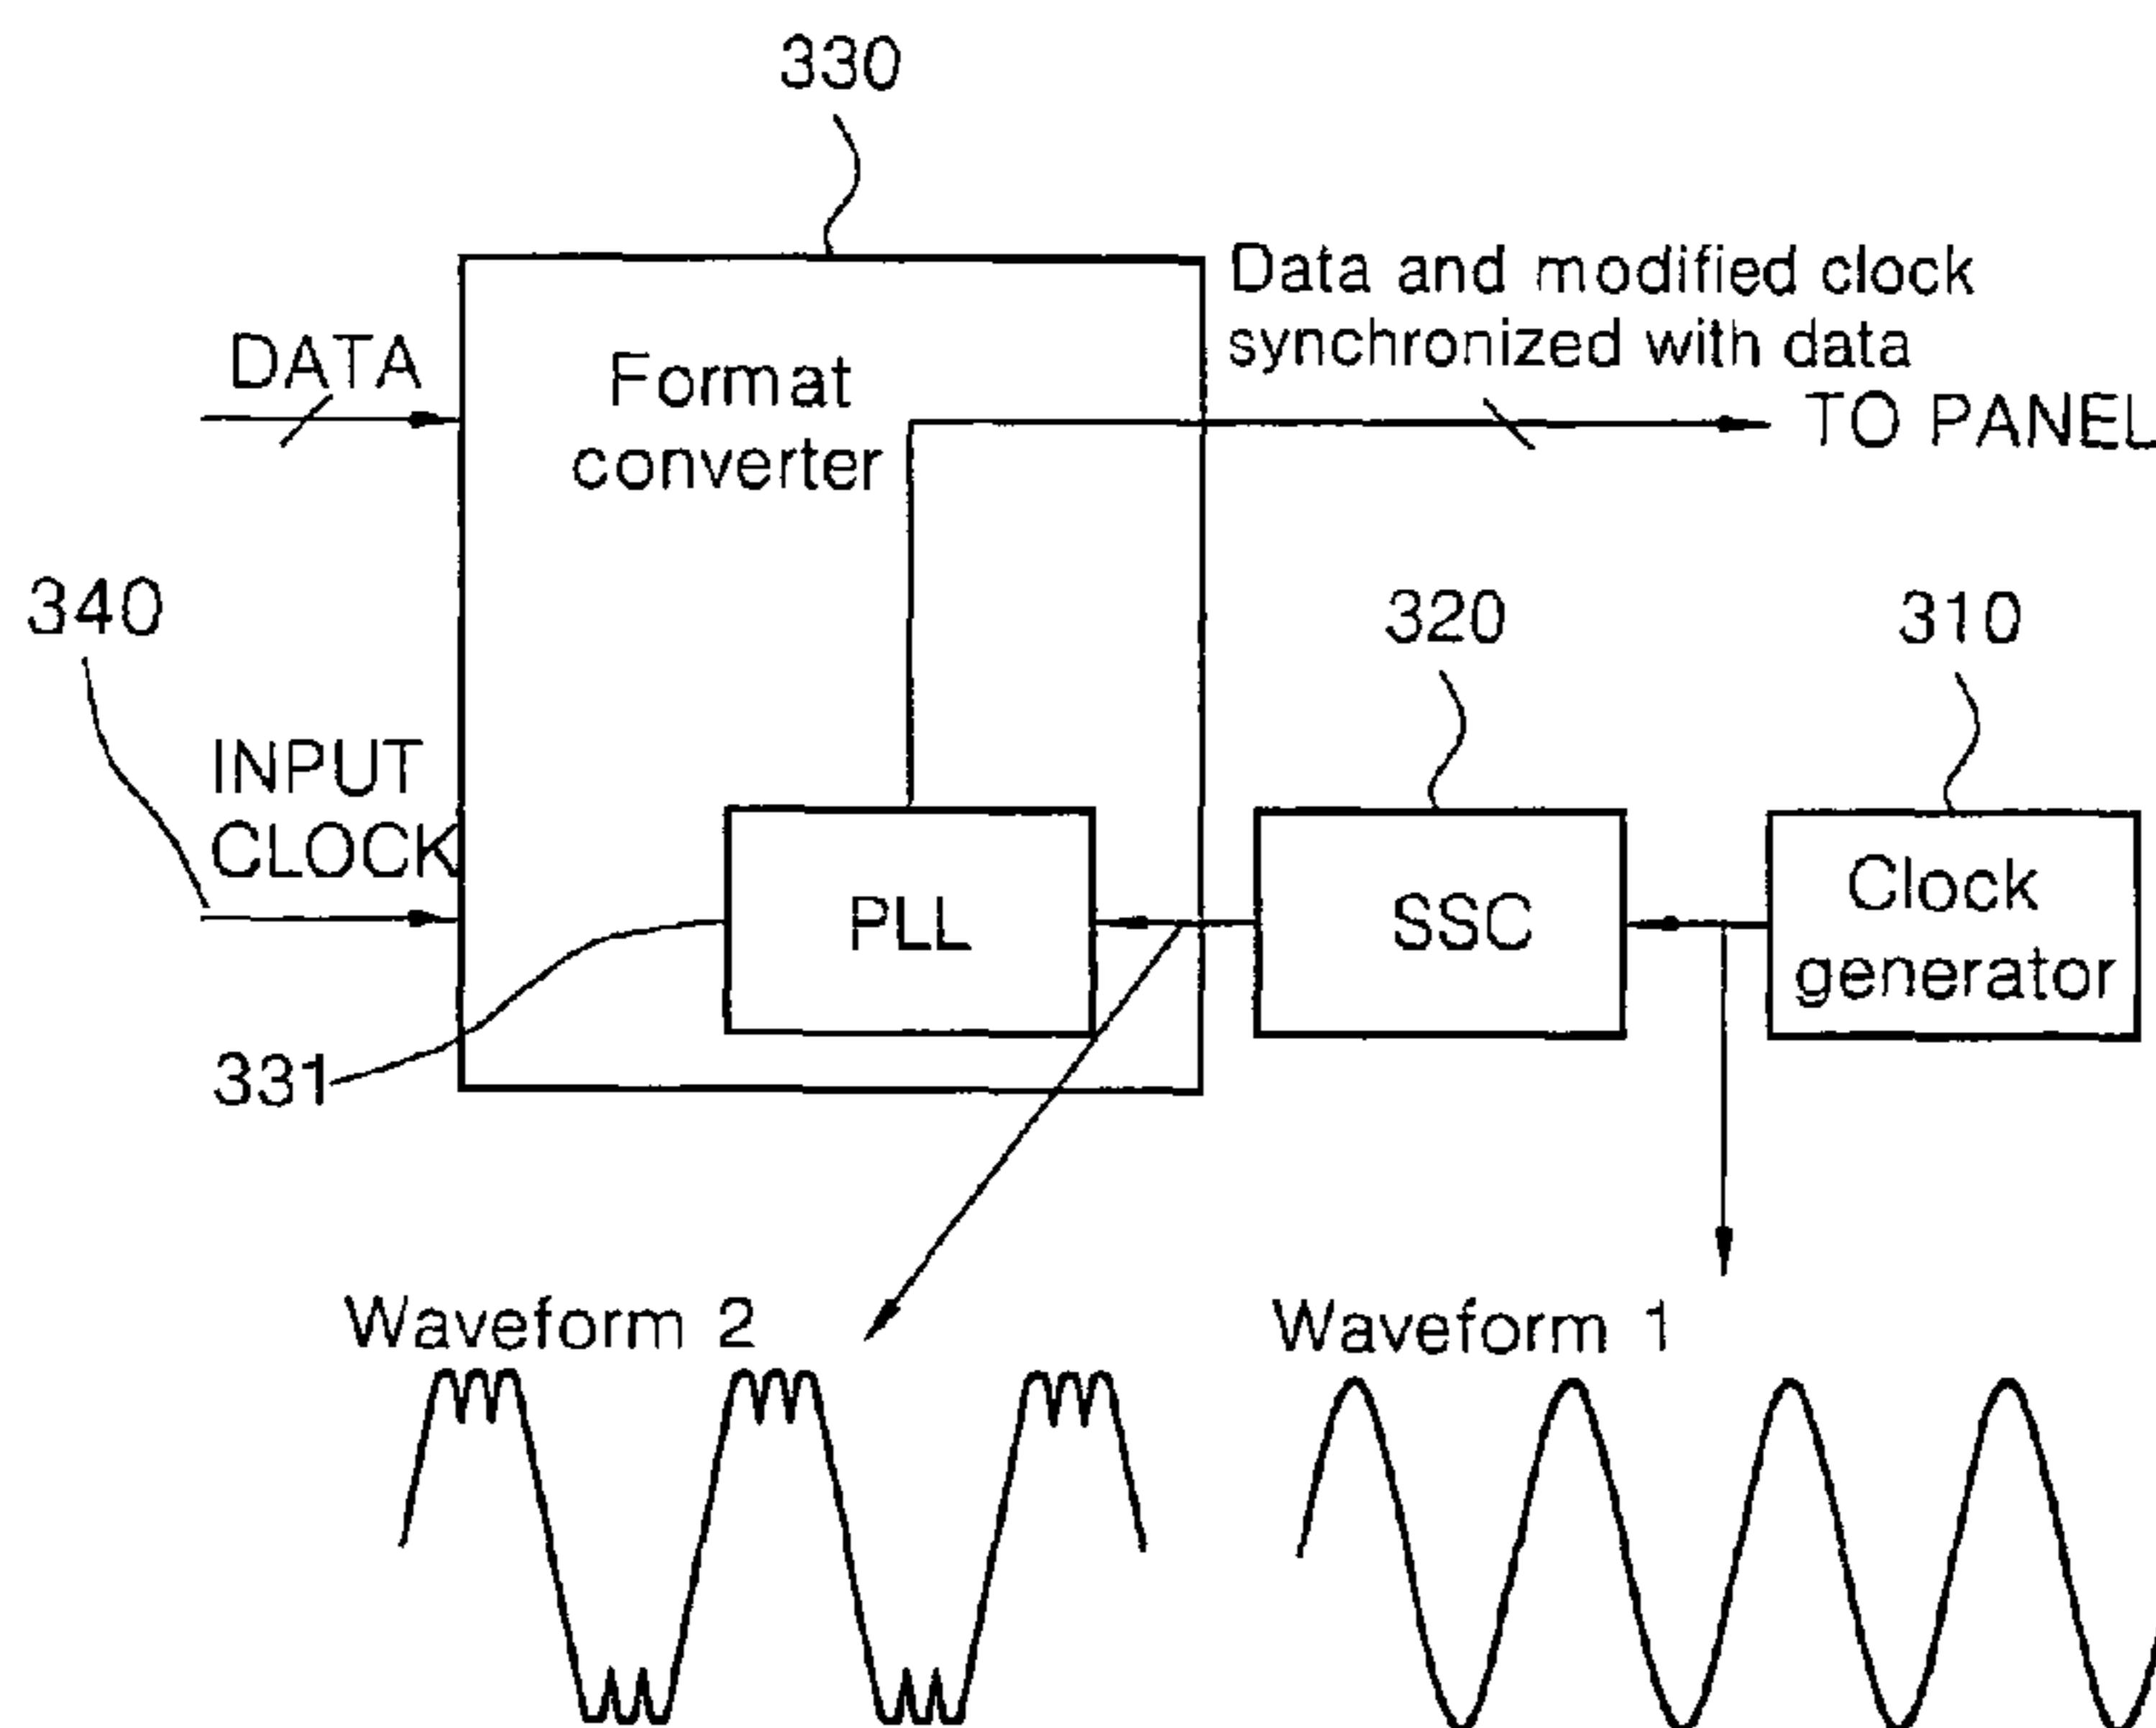 330
Data and modified clock
synchronized with data
DATA
Format
converter
TO PANEL
340
320
310
INPUT
CLOCK
PLL
SSC
Clock
generator
331
Waveform 2
Waveform 1